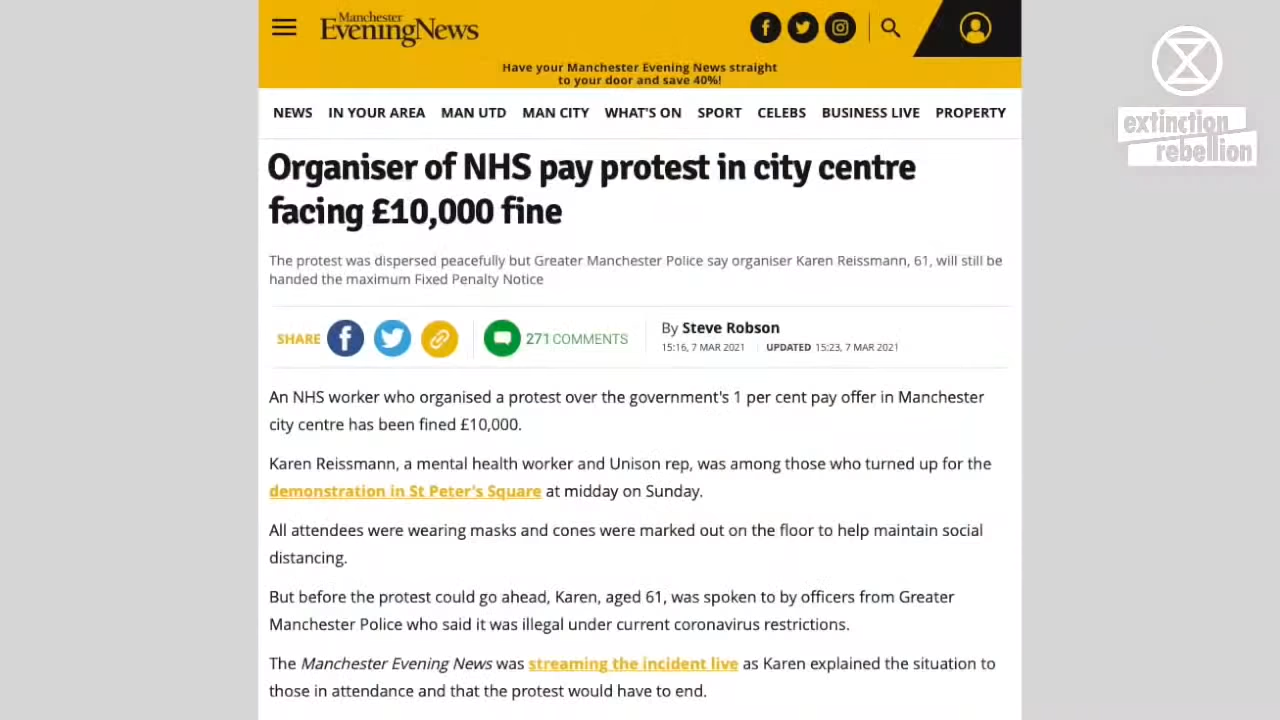 Manchester
EveningNews
Have your Manchester Evening News straight
to your door and save 40%!
extinction
rebellion
NEWS IN YOUR AREA MAN UTD MAN CITY WHAT'S ON SPORT CELEBS BUSINESS LIVE PROPERTY
Organiser of NHS pay protest in city centre
facing £10,000 fine
The protest was dispersed peacefully but Greater Manchester Police say organiser Karen Reissmann, 61, will still be
handed the maximum Fixed Penalty Notice
SHARE 271 COMMENTS
By Steve Robson
15:16, 7 MAR 2021 UPDATED 15:23, 7 MAR 2021
An NHS worker who organised a protest over the government's 1 per cent pay offer in Manchester
city centre has been fined £10,000.
Karen Reissmann, a mental health worker and Unison rep, was among those who turned up for the
demonstration in St Peter's Square at midday on Sunday.
All attendees were wearing masks and cones were marked out on the floor to help maintain social
distancing.
But before the protest could go ahead, Karen, aged 61, was spoken to by officers from Greater
Manchester Police who said it was illegal under current coronavirus restrictions.
The Manchester Evening News was streaming the incident live as Karen explained the situation to
those in attendance and that the protest would have to end.